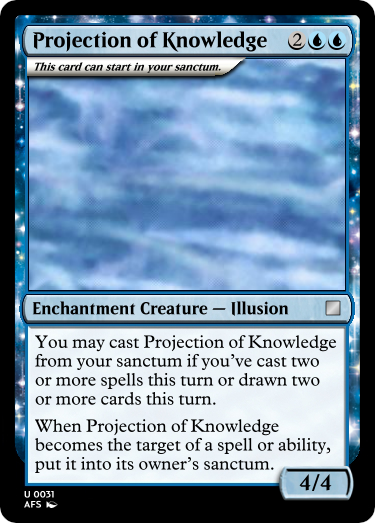 Projection of Knowledge 2
This card can start in your sanctum.
Enchantment Creature — Illusion
You may cast Projection of Knowledge
from your sanctum if you've cast two
or more spells this turn or drawn two
or more cards this turn.
When Projection of Knowledge
becomes the target of a spell or ability,
put it into its owner's sanctum.
4/4
U 0031
AFS